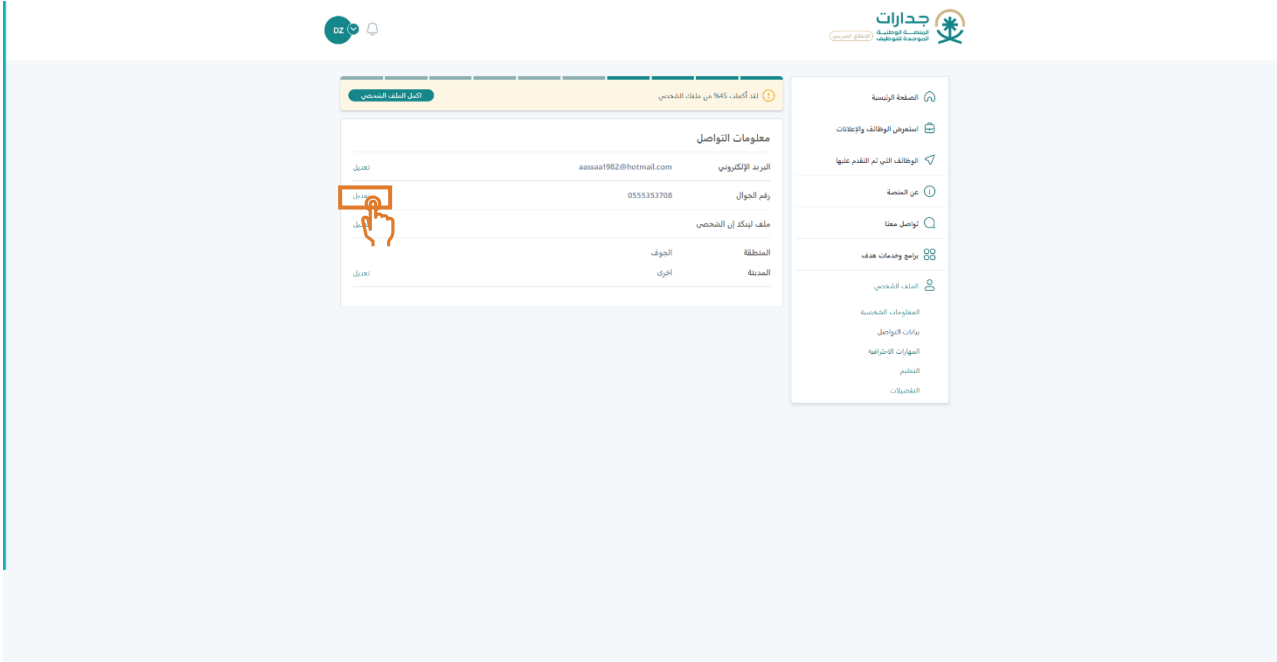 جدارات
المنصة الوطنية
الموحدة للتوظيف
DZ
الصفحة الرئيسية
استعرض الوظائف والإعلانات
الوظائف التي تم التقدم عليها
عن المنصة
تواصل معنا
برامج وخدمات هدف
الملف الشخصي
المعلومات الشخصية
بيانات التواصل
المهارات الاحترافية
التعليم
التفضيلات
لقد أكملت 45% من ملفك الشخصي
اكمل الملف الشخصي
معلومات التواصل
البريد الإلكتروني aassaa1982@hotmail.com تعديل
رقم الجوال 0555353708 تعديل
ملف لينكد إن الشخصي تعديل
المنطقة الجوف
المدينة اخرى تعديل